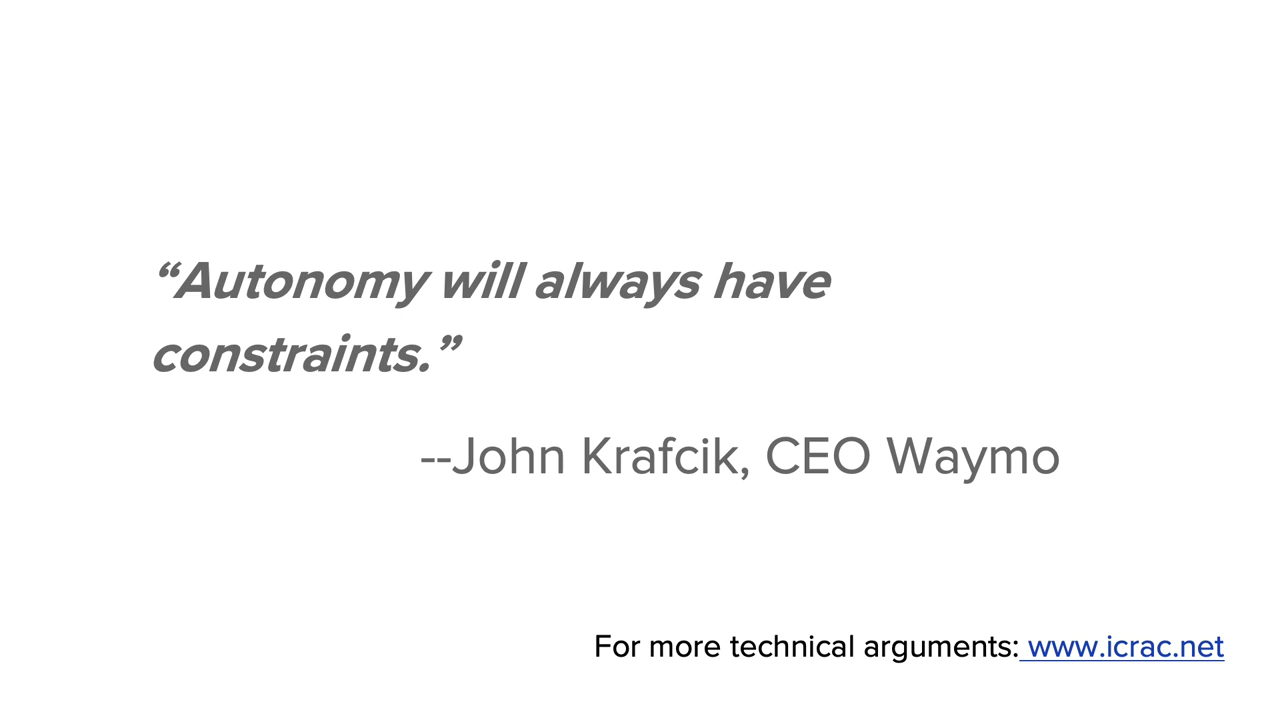 “Autonomy will always have
constraints.”
--John Krafcik, CEO Waymo
For more technical arguments: www.icrac.net